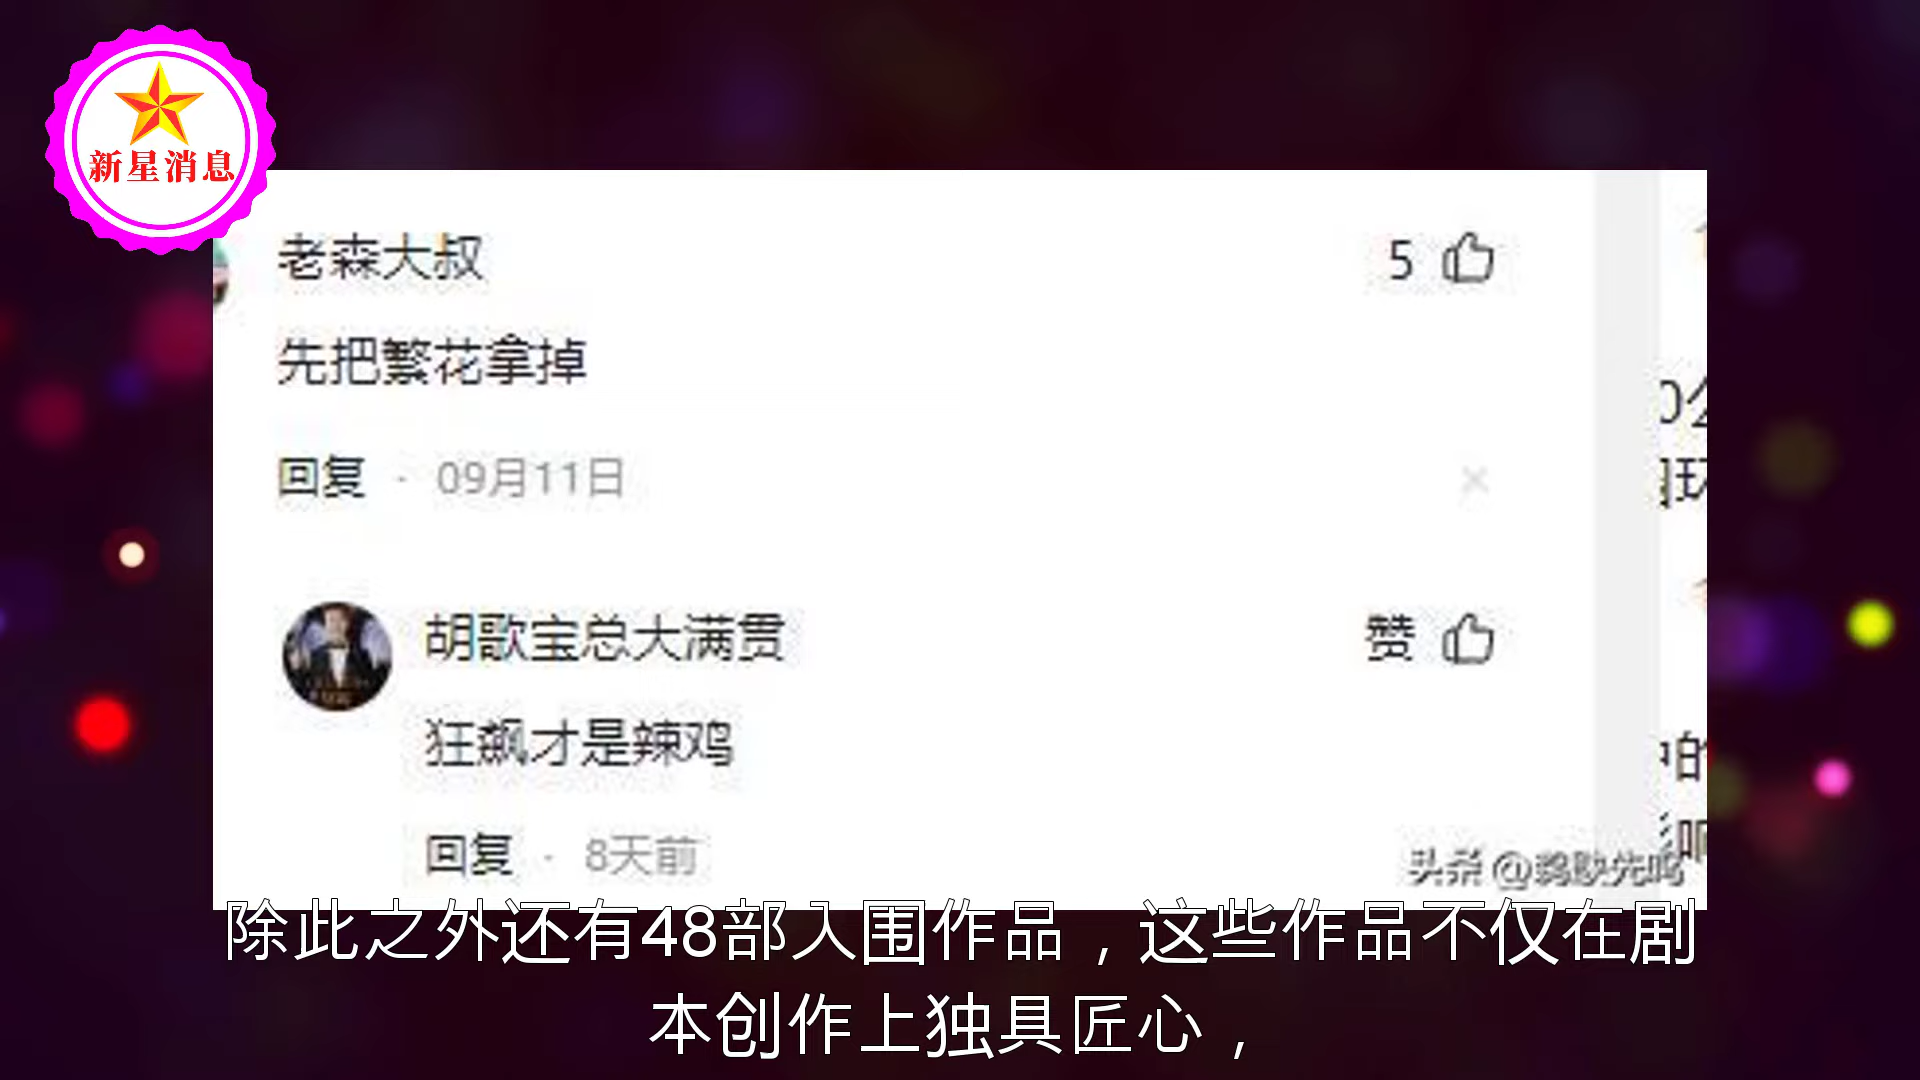 新星消息
老森大叔
5
先把繁花拿掉
回复 · 09月11日
胡歌宝总大满贯
赞
狂飙才是辣鸡
回复 · 8天前
除此之外还有48部入围作品，这些作品不仅在剧
本创作上独具匠心，